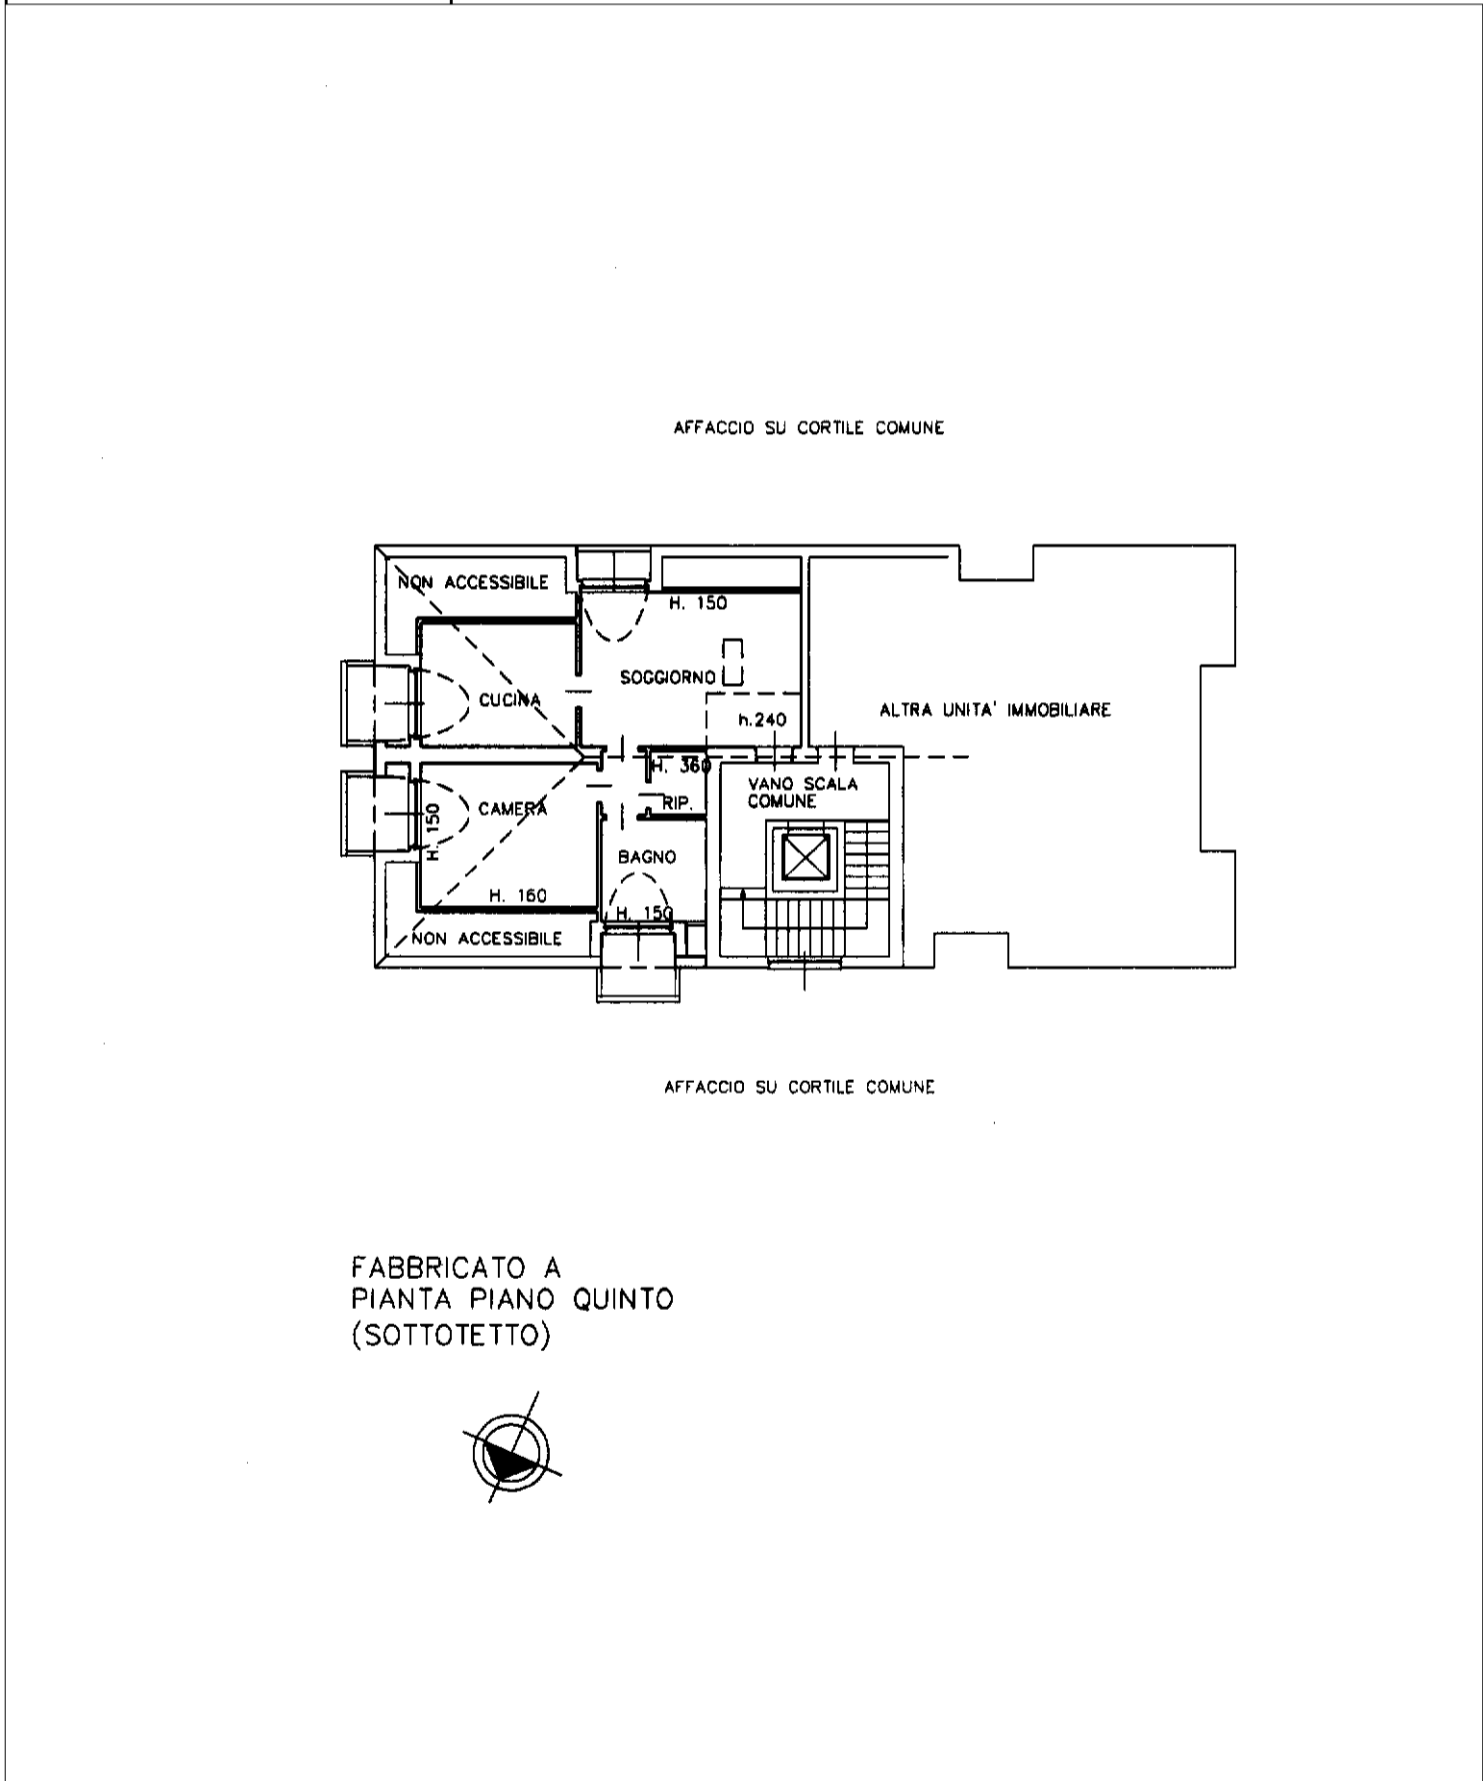 AFFACCIO SU CORTILE COMUNE
NON ACCESSIBILE
H. 150
SOGGIORNO
CUCINA
h.240
ALTRA UNITA' IMMOBILIARE
H. 360
VANO SCALA
COMUNE
RIP.
CAMERA
H. 150
BAGNO
H. 160
H. 150
NON ACCESSIBILE
AFFACCIO SU CORTILE COMUNE
FABBRICATO A
PIANTA PIANO QUINTO
(SOTTOTETTO)